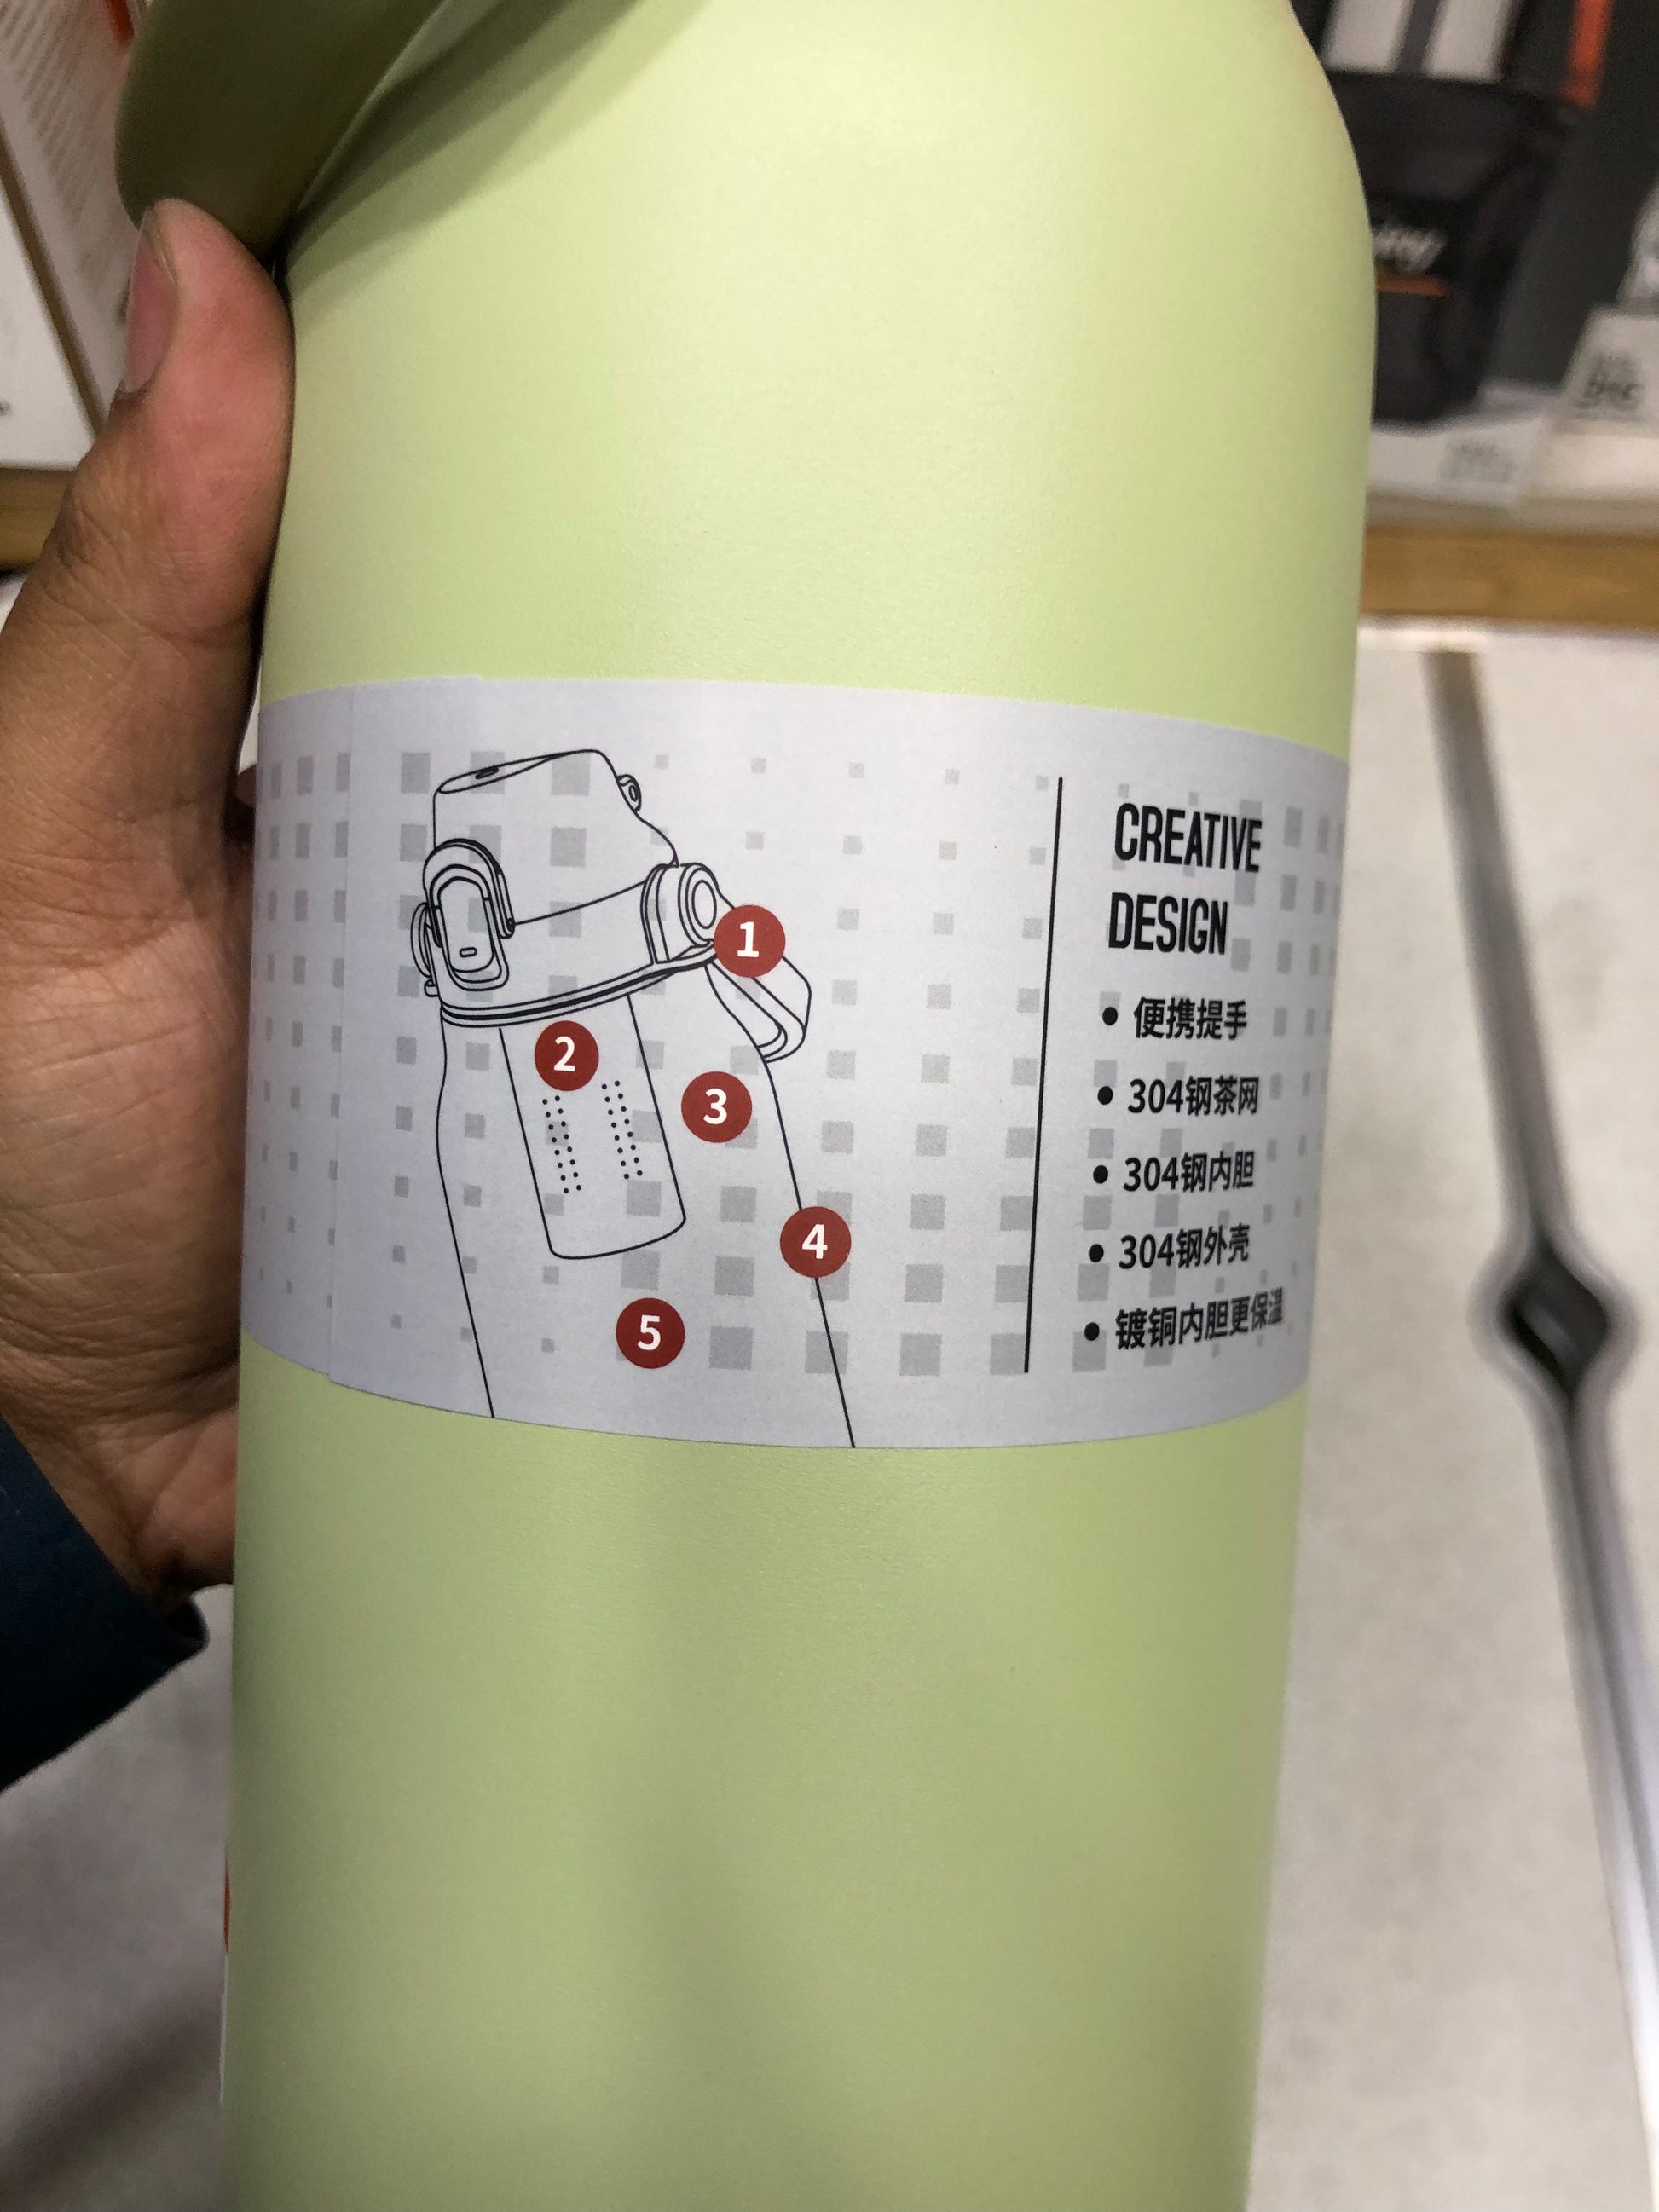 1
2
3
4
5
CREATIVE
DESIGN
• 便携提手
• 304钢茶网
• 304钢内胆
• 304钢外壳
• 镀铜内胆更保温